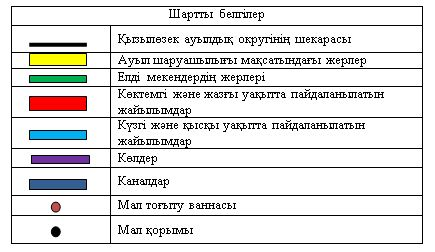 Шартты белгілер
Қызылөзек ауылдық округінің шекарасы
Ауыл шаруашылығы мақсатындағы жерлер
Елді мекендердің жерлері
Көктемгі және жазғы уақытта пайдаланылатын
жайылымдар
Күзгі және қысқы уақытта пайдаланылатын
жайылымдар
Көлдер
Каналдар
Мал тоғыту ваннасы
Мал қорымы